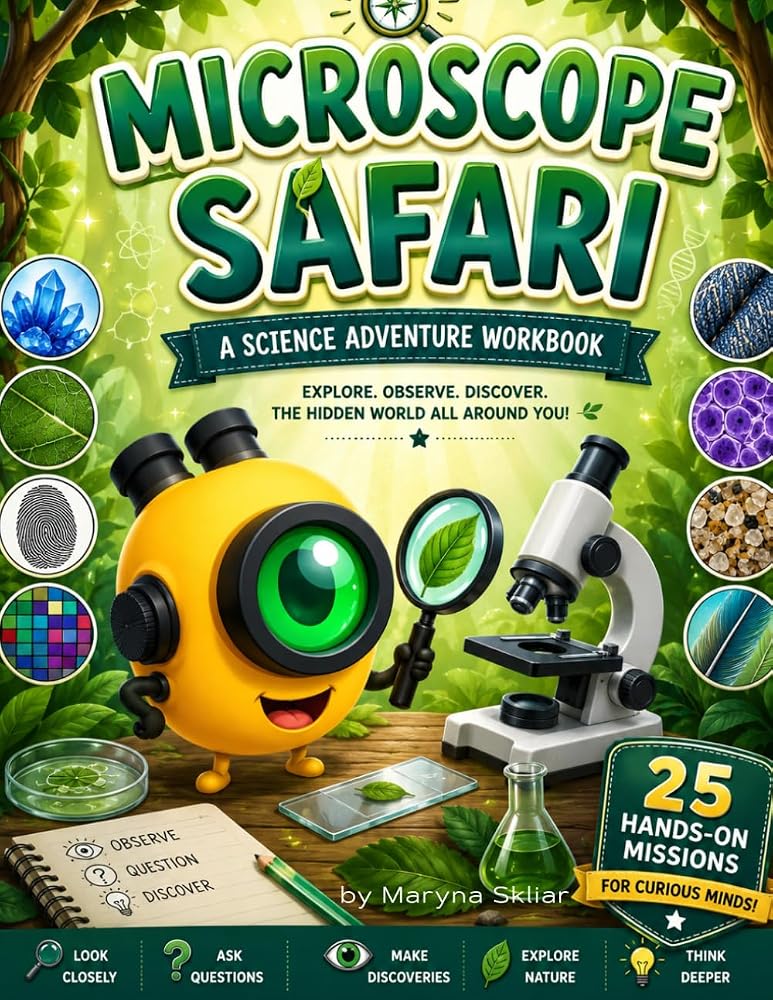 MICROSCOPE
SAFARI
A SCIENCE ADVENTURE WORKBOOK
EXPLORE. OBSERVE. DISCOVER.
THE HIDDEN WORLD ALL AROUND YOU!
OBSERVE
QUESTION
DISCOVER
25
HANDS-ON
MISSIONS
FOR CURIOUS MINDS!
by Maryna Skliar
LOOK
CLOSELY
ASK
QUESTIONS
MAKE
DISCOVERIES
EXPLORE
NATURE
THINK
DEEPER